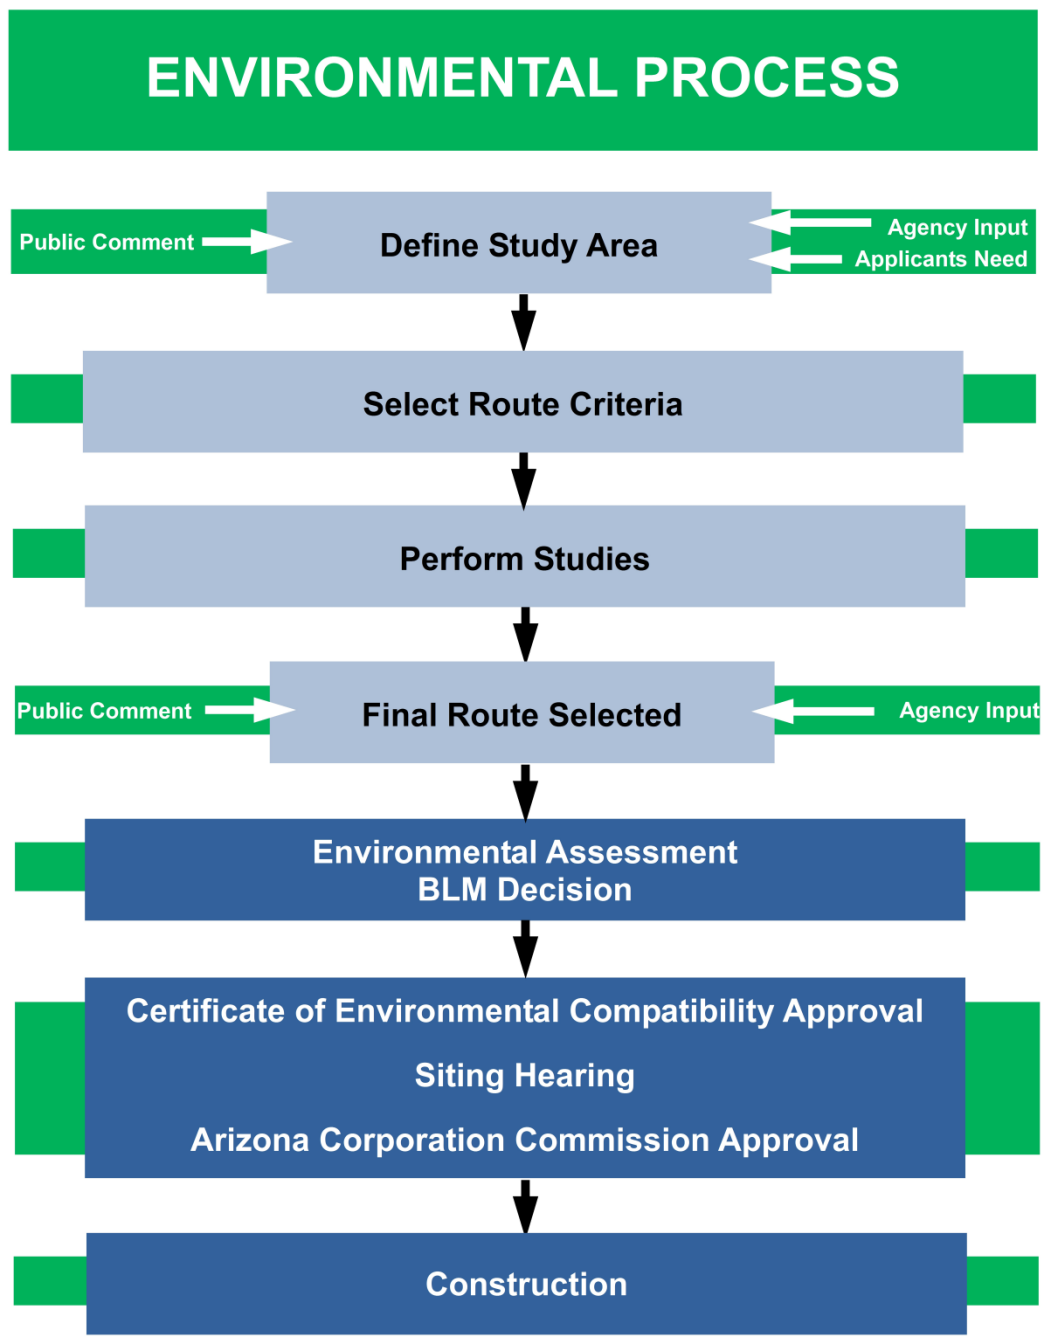 ENVIRONMENTAL PROCESS
Public Comment
Define Study Area
Agency Input
Applicants Need
Select Route Criteria
Perform Studies
Public Comment
Final Route Selected
Agency Input
Environmental Assessment
BLM Decision
Certificate of Environmental Compatibility Approval
Siting Hearing
Arizona Corporation Commission Approval
Construction